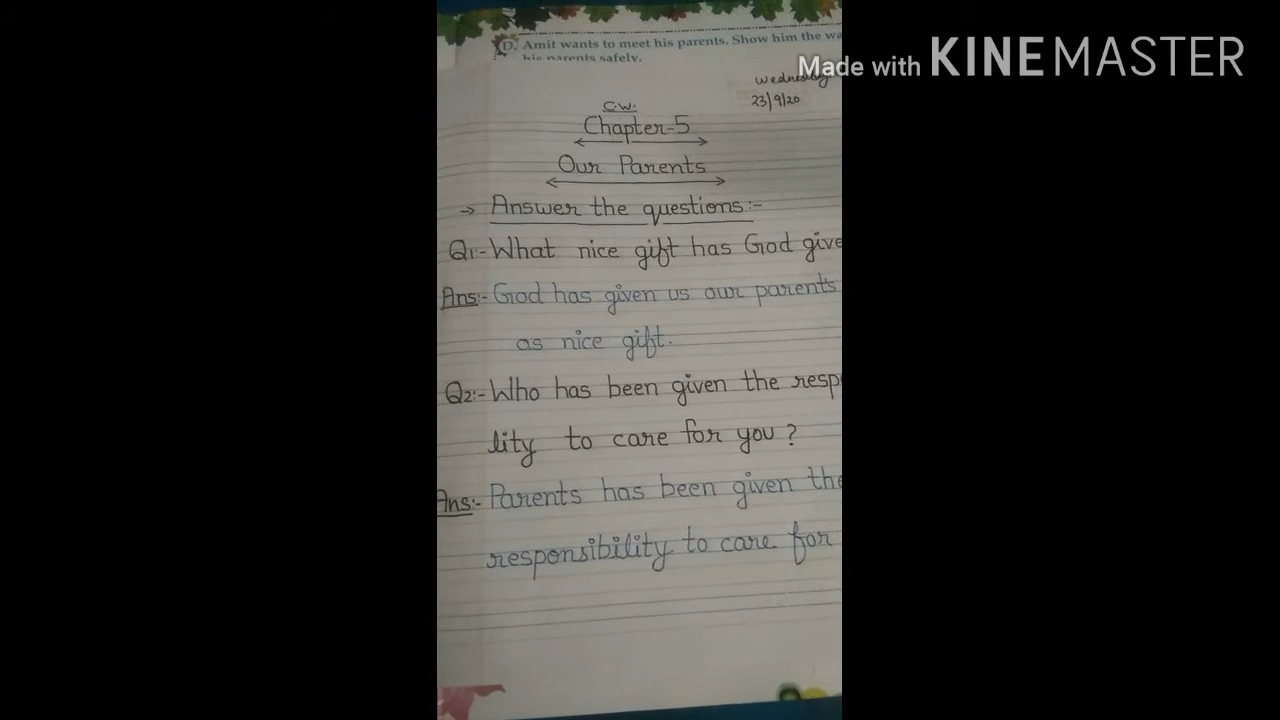 D. Amit wants to meet his parents. Show him the wa
his parents safely.
Made with KINEMASTER
Wednesday
23/9/20
C.W.
Chapter-5
Our Parents
→ Answer the questions:-
Q1:- What nice gift has God give
Ans:- God has given us our parents
as nice gift.
Q2:- Who has been given the resp
lity to care for you?
Ans:- Parents has been given the
responsibility to care for